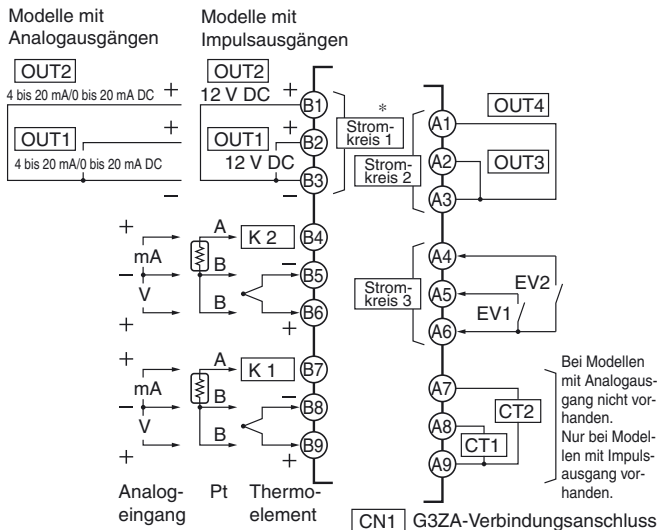 Modelle mit
Analogausgängen
Modelle mit
Impulsausgängen
OUT2
4 bis 20 mA/0 bis 20 mA DC
+
OUT1
4 bis 20 mA/0 bis 20 mA DC
+
−
OUT2
12 V DC
+
OUT1
12 V DC
+
−
B1
B2
B3
*
Strom-
kreis 1
Strom-
kreis 2
A1
A2
A3
OUT4
OUT3
+
mA
−
V
+
A
B
B
K 2
−
+
B4
B5
B6
Strom-
kreis 3
A4
A5
A6
EV1
EV2
+
mA
−
V
+
A
B
B
K 1
−
+
B7
B8
B9
A7
A8
A9
CT1
CT2
Bei Modellen
mit Analogaus-
gang nicht vor-
handen.
Nur bei Model-
len mit Impuls-
ausgang vor-
handen.
Analog-
eingang
Pt
Thermo-
element
CN1 G3ZA-Verbindungsanschluss